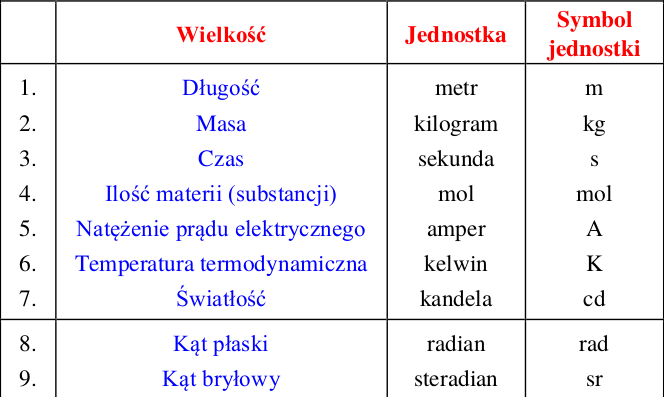 Wielkość Jednostka Symbol jednostki
1. Długość metr m
2. Masa kilogram kg
3. Czas sekunda s
4. Ilość materii (substancji) mol mol
5. Natężenie prądu elektrycznego amper A
6. Temperatura termodynamiczna kelwin K
7. Światłość kandela cd
8. Kąt płaski radian rad
9. Kąt bryłowy steradian sr